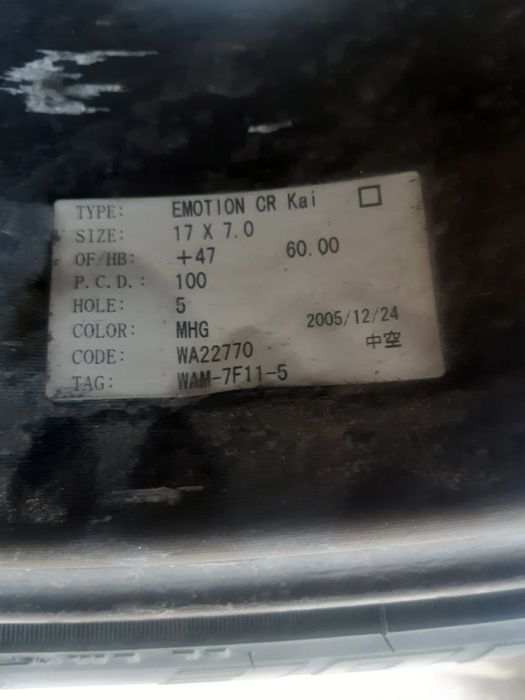 TYPE: EMOTION CR Kai □
SIZE: 17 X 7.0
OF/HB: +47 60.00
P.C.D.: 100
HOLE: 5
COLOR: MHG 2005/12/24
CODE: WA22770 中空
TAG: WAM-7F11-5